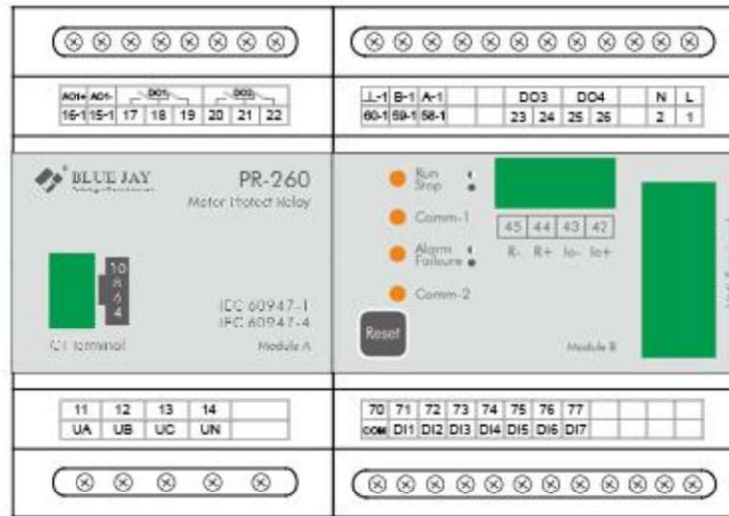 AO1+ AO1- DO1 DO2
16-1 15-1 17 18 19 20 21 22
⊥-1 B-1 A-1 DO3 DO4 N L
60-1 59-1 58-1 23 24 25 26 2 1
BLUE JAY
PR-260
Motor Protect Relay
10
8
6
4
IEC 60947-1
IEC 60947-4
CT Terminal
Module A
Run
Stop
Comm-1
Alarm
Failsure
Comm-2
Reset
45 44 43 42
R- R+ Io- Io+
Module B
11 12 13 14
UA UB UC UN
70 71 72 73 74 75 76 77
COM DI1 DI2 DI3 DI4 DI5 DI6 DI7